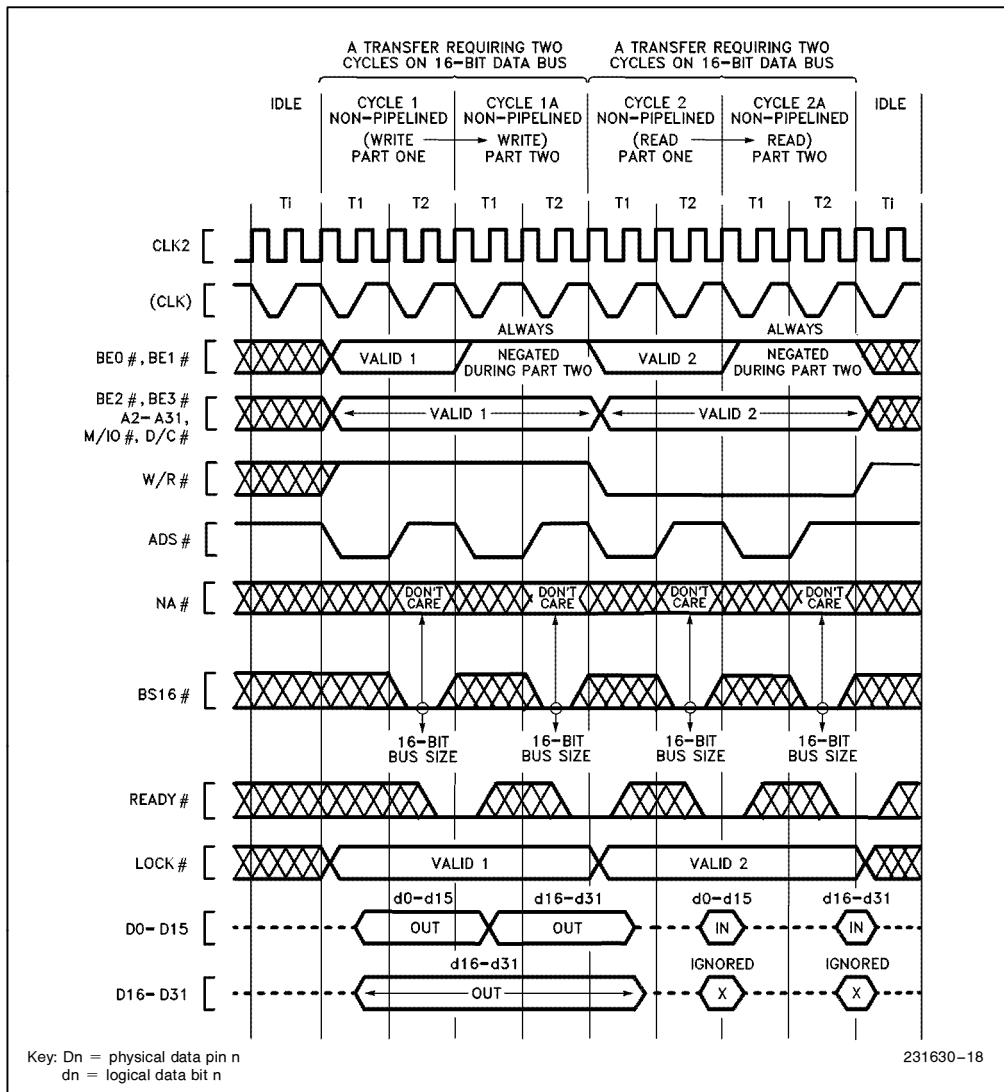 A TRANSFER REQUIRING TWO
CYCLES ON 16-BIT DATA BUS
A TRANSFER REQUIRING TWO
CYCLES ON 16-BIT DATA BUS
IDLE
CYCLE 1
NON-PIPELINED
(WRITE
PART ONE
CYCLE 1A
NON-PIPELINED
WRITE)
PART TWO
CYCLE 2
NON-PIPELINED
(READ
PART ONE
CYCLE 2A
NON-PIPELINED
READ)
PART TWO
IDLE
Ti T1 T2 T1 T2 T1 T2 T1 T2 Ti
CLK2
(CLK)
BE0#, BE1#
VALID 1
ALWAYS
NEGATED
DURING PART TWO
VALID 2
ALWAYS
NEGATED
DURING PART TWO
BE2#, BE3#
A2-A31,
M/IO#, D/C#
VALID 1
VALID 2
W/R#
ADS#
NA#
DON'T
CARE
DON'T
CARE
DON'T
CARE
DON'T
CARE
BS16#
16-BIT
BUS SIZE
16-BIT
BUS SIZE
16-BIT
BUS SIZE
16-BIT
BUS SIZE
READY#
LOCK#
VALID 1
VALID 2
d0-d15 d16-d31 d0-d15 d16-d31
D0-D15 OUT OUT IN IN
d16-d31 IGNORED IGNORED
D16-D31 OUT X X
Key: Dn = physical data pin n
dn = logical data bit n
231630-18